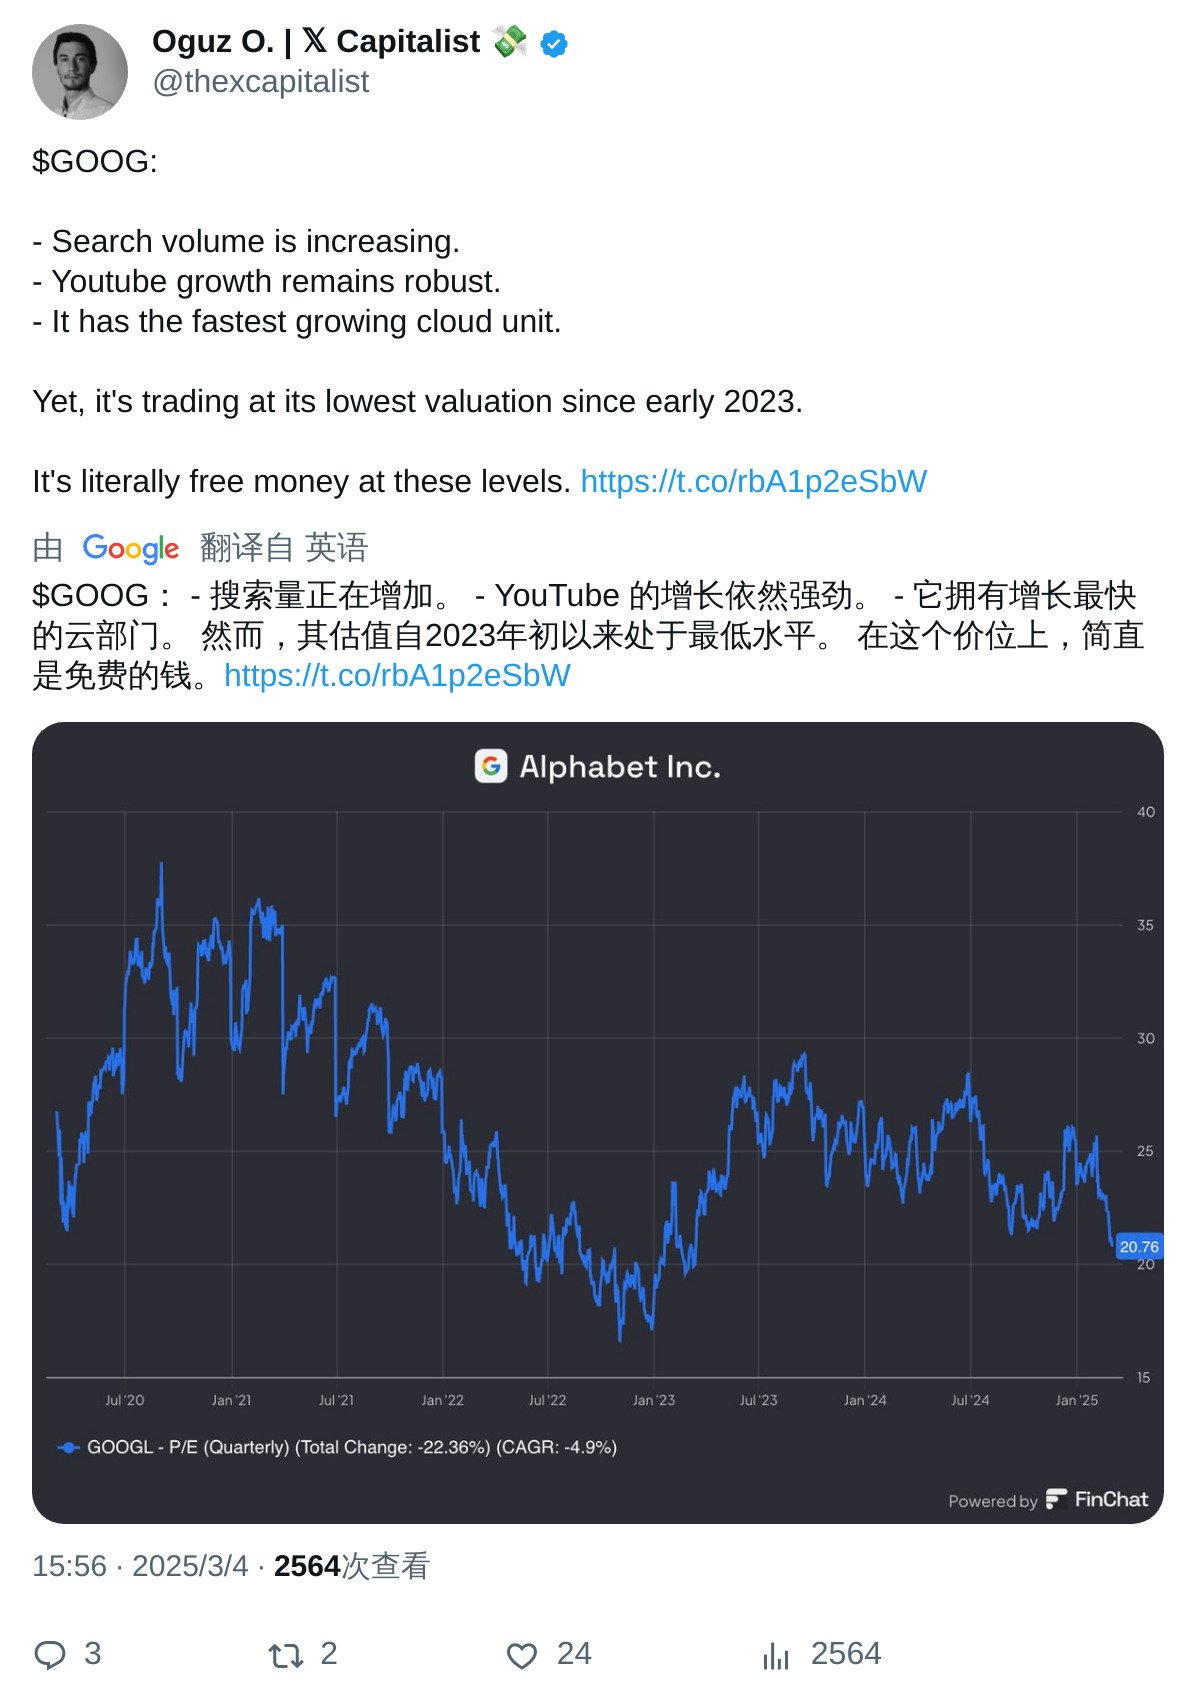 Oguz O. | 𝕏 Capitalist 💸
@thexcapitalist
$GOOG:
- Search volume is increasing.
- Youtube growth remains robust.
- It has the fastest growing cloud unit.
Yet, it's trading at its lowest valuation since early 2023.
It's literally free money at these levels. https://t.co/rbA1p2eSbW
由 Google 翻译自 英语
$GOOG： - 搜索量正在增加。 - YouTube 的增长依然强劲。 - 它拥有增长最快
的云部门。 然而，其估值自2023年初以来处于最低水平。 在这个价位上，简直
是免费的钱。https://t.co/rbA1p2eSbW
Alphabet Inc.
40
35
30
25
20.76
20
15
Jul '20 Jan '21 Jul '21 Jan '22 Jul '22 Jan '23 Jul '23 Jan '24 Jul '24 Jan '25
GOOGL - P/E (Quarterly) (Total Change: -22.36%) (CAGR: -4.9%)
Powered by FinChat
15:56 · 2025/3/4 · 2564次查看
3 2 24 2564